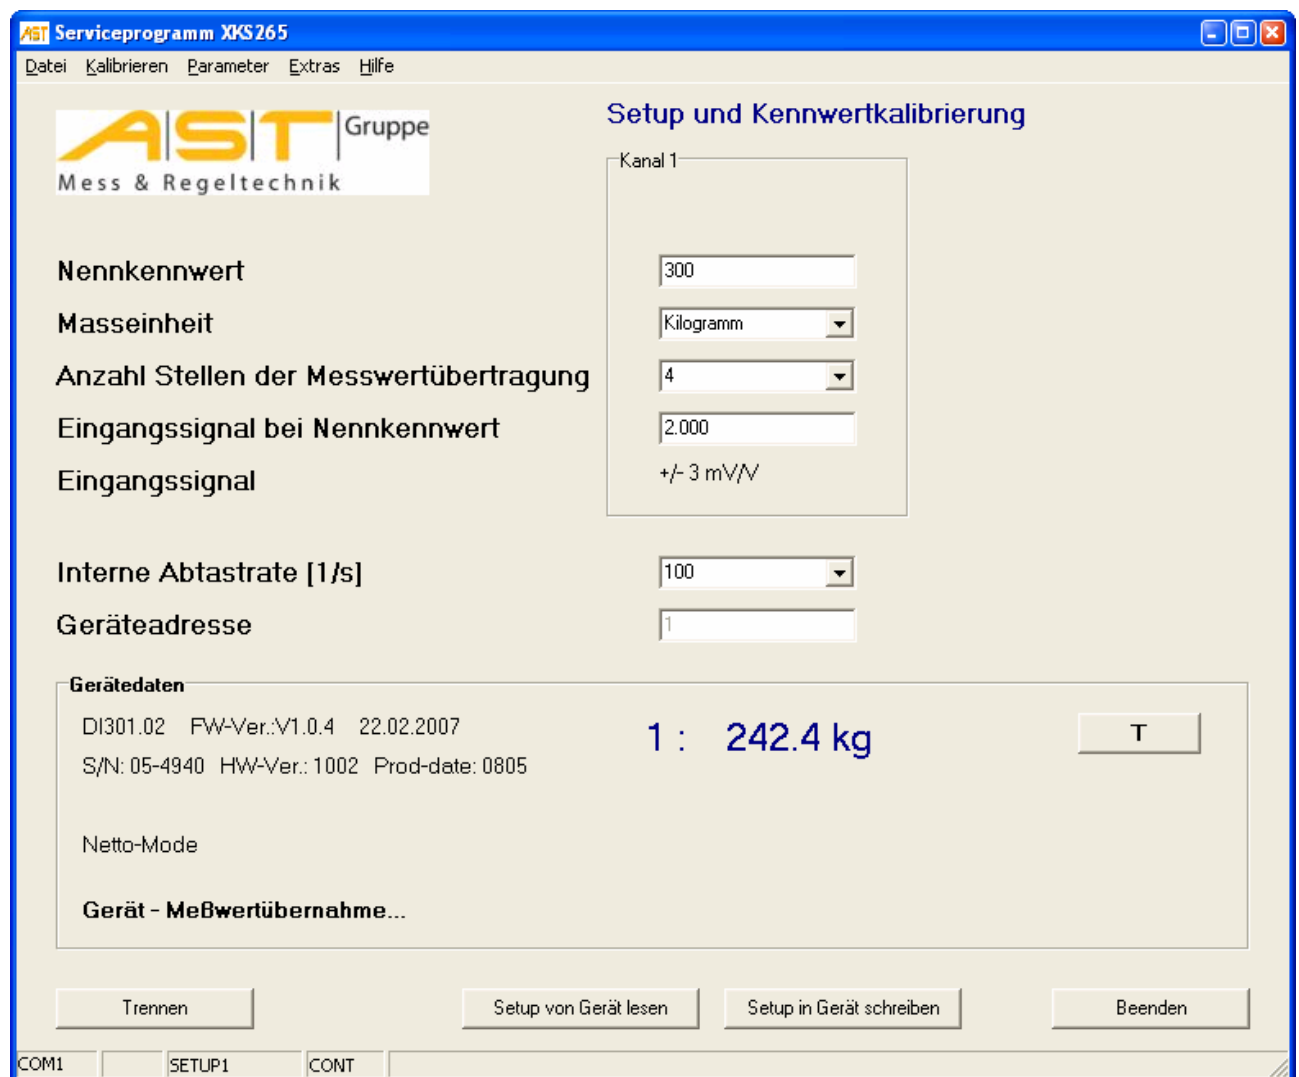 AST Serviceprogramm XKS265
Datei Kalibrieren Parameter Extras Hilfe
A|S|T|Gruppe
Mess & Regeltechnik
Setup und Kennwertkalibrierung
Kanal 1
Nennkennwert 300
Masseinheit Kilogramm
Anzahl Stellen der Messwertübertragung 4
Eingangssignal bei Nennkennwert 2.000
Eingangssignal +/- 3 mV/V
Interne Abtastrate [1/s] 100
Geräteadresse 1
Gerätedaten
DI301.02 FW-Ver.:V1.0.4 22.02.2007
1 : 242.4 kg
T
S/N: 05-4940 HW-Ver.: 1002 Prod-date: 0805
Netto-Mode
Gerät - Meßwertübernahme...
Trennen Setup von Gerät lesen Setup in Gerät schreiben Beenden
COM1 SETUP1 CONT